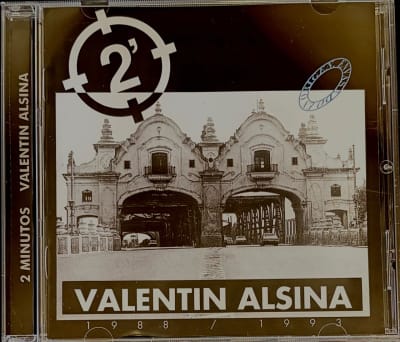 2 MINUTOS VALENTIN ALSINA
2'
VALENTIN ALSINA
1988 / 1993